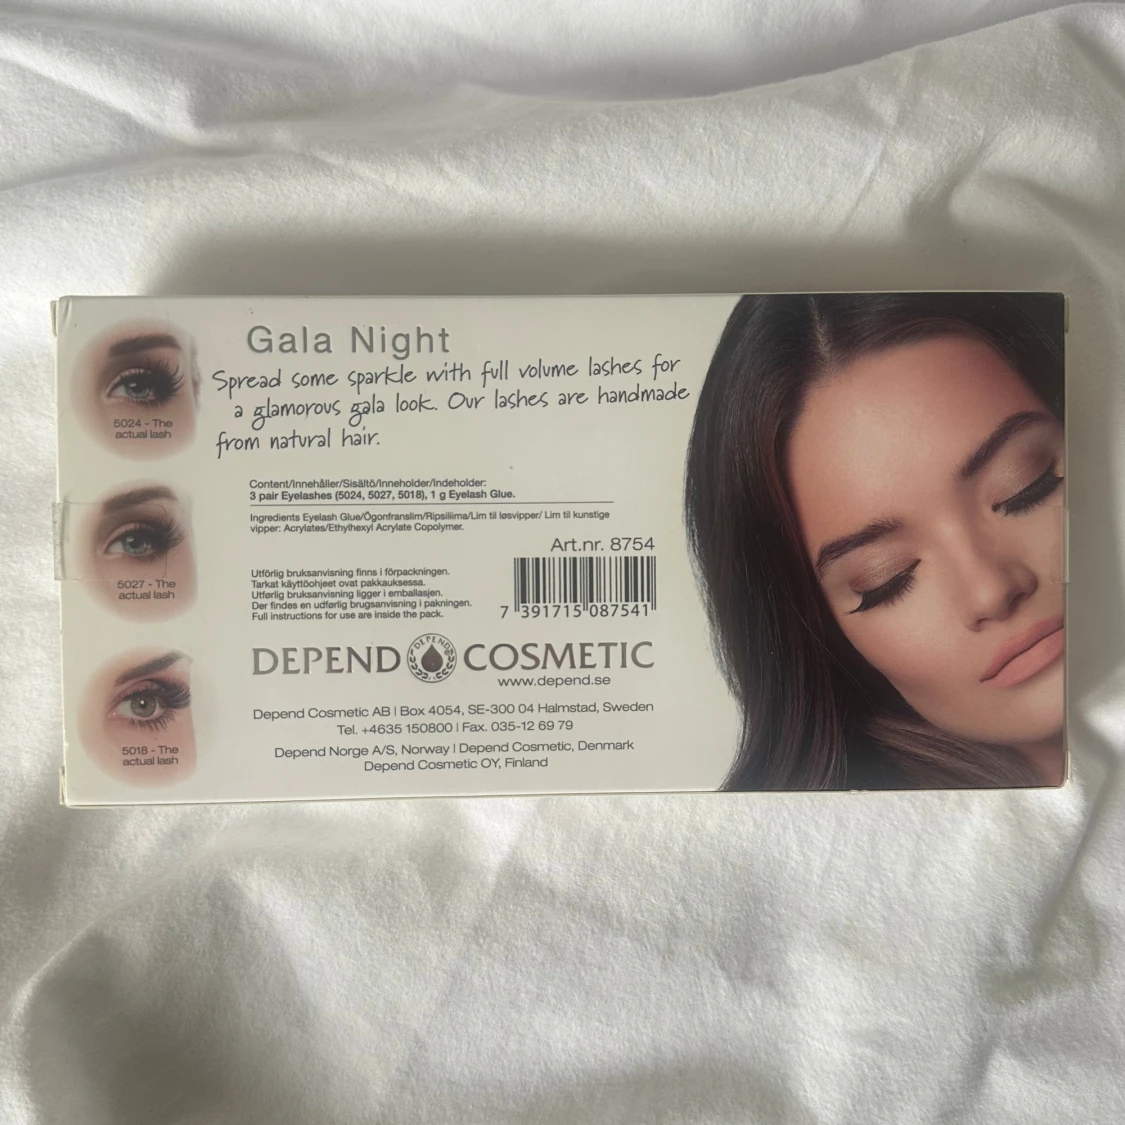 Gala Night
Spread some sparkle with full volume lashes for
a glamorous gala look. Our lashes are handmade
from natural hair.
5024 - The
actual lash
5027 - The
actual lash
5018 - The
actual lash
Content/Innehåller/Sisältö/Inneholder/Indeholder:
3 pair Eyelashes (5024, 5027, 5018), 1 g Eyelash Glue.
Ingredients Eyelash Glue/Ögonfranslim/Ripsiliima/Lim til løsvipper/ Lim til kunstige
vipper: Acrylates/Ethylhexyl Acrylate Copolymer.
Art.nr. 8754
7 391715 087541
Utförlig bruksanvisning finns i förpackningen.
Tarkat käyttöohjeet ovat pakkauksessa.
Utførlig bruksanvisning ligger i emballasjen.
Der findes en udførlig brugsanvisning i pakningen.
Full instructions for use are inside the pack.
DEPEND COSMETIC
DEPEND
www.depend.se
Depend Cosmetic AB | Box 4054, SE-300 04 Halmstad, Sweden
Tel. +4635 150800 | Fax. 035-12 69 79
Depend Norge A/S, Norway | Depend Cosmetic, Denmark
Depend Cosmetic OY, Finland